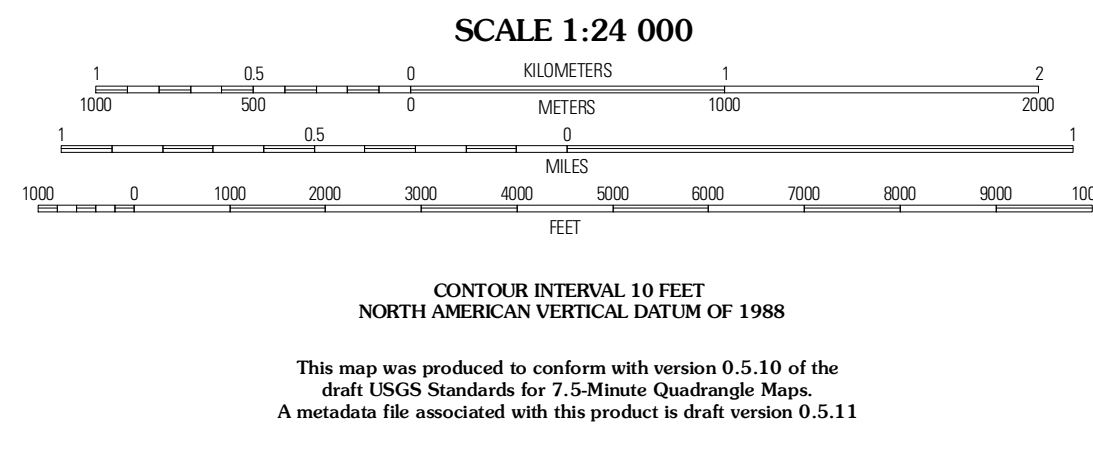 SCALE 1:24 000
1 0.5 0 KILOMETERS 1 2
1000 500 0 METERS 1000 2000
1 0.5 0 1
MILES
1000 0 1000 2000 3000 4000 5000 6000 7000 8000 9000 100
FEET
CONTOUR INTERVAL 10 FEET
NORTH AMERICAN VERTICAL DATUM OF 1988
This map was produced to conform with version 0.5.10 of the
draft USGS Standards for 7.5-Minute Quadrangle Maps.
A metadata file associated with this product is draft version 0.5.11